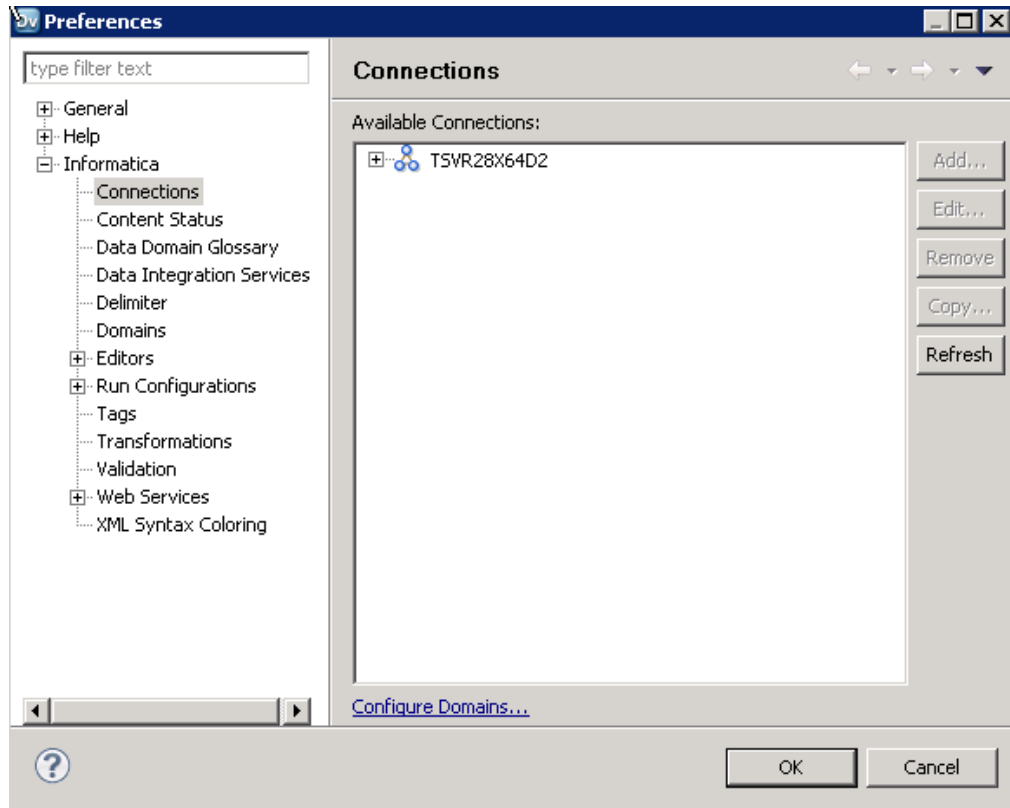 Dv Preferences
type filter text
General
Help
Informatica
Connections
Content Status
Data Domain Glossary
Data Integration Services
Delimiter
Domains
Editors
Run Configurations
Tags
Transformations
Validation
Web Services
XML Syntax Coloring
Connections
Available Connections:
TSVR28X64D2
Add...
Edit...
Remove
Copy...
Refresh
Configure Domains...
?
OK
Cancel